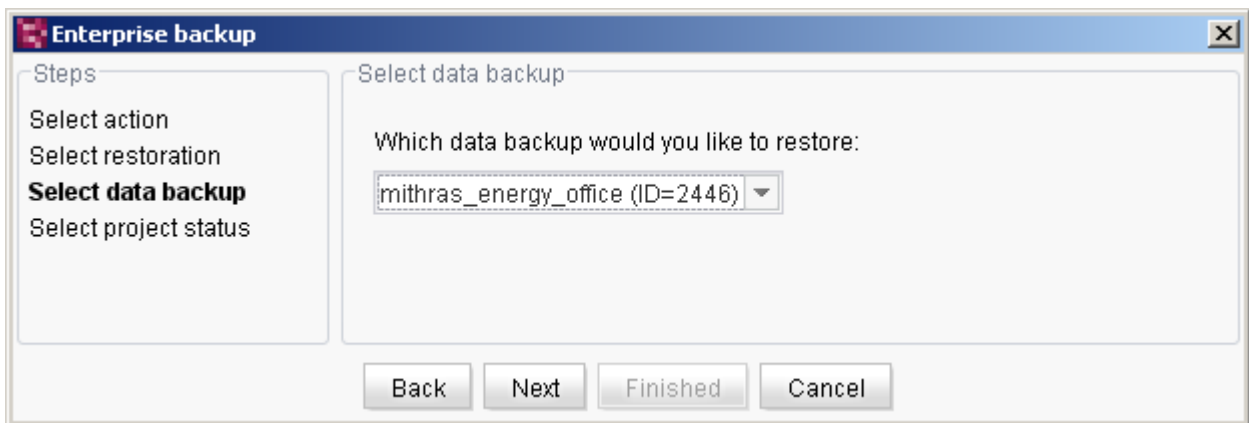 Enterprise backup
Steps
Select action
Select restoration
Select data backup
Select project status
Select data backup
Which data backup would you like to restore:
mithras_energy_office (ID=2446)
Back
Next
Finished
Cancel